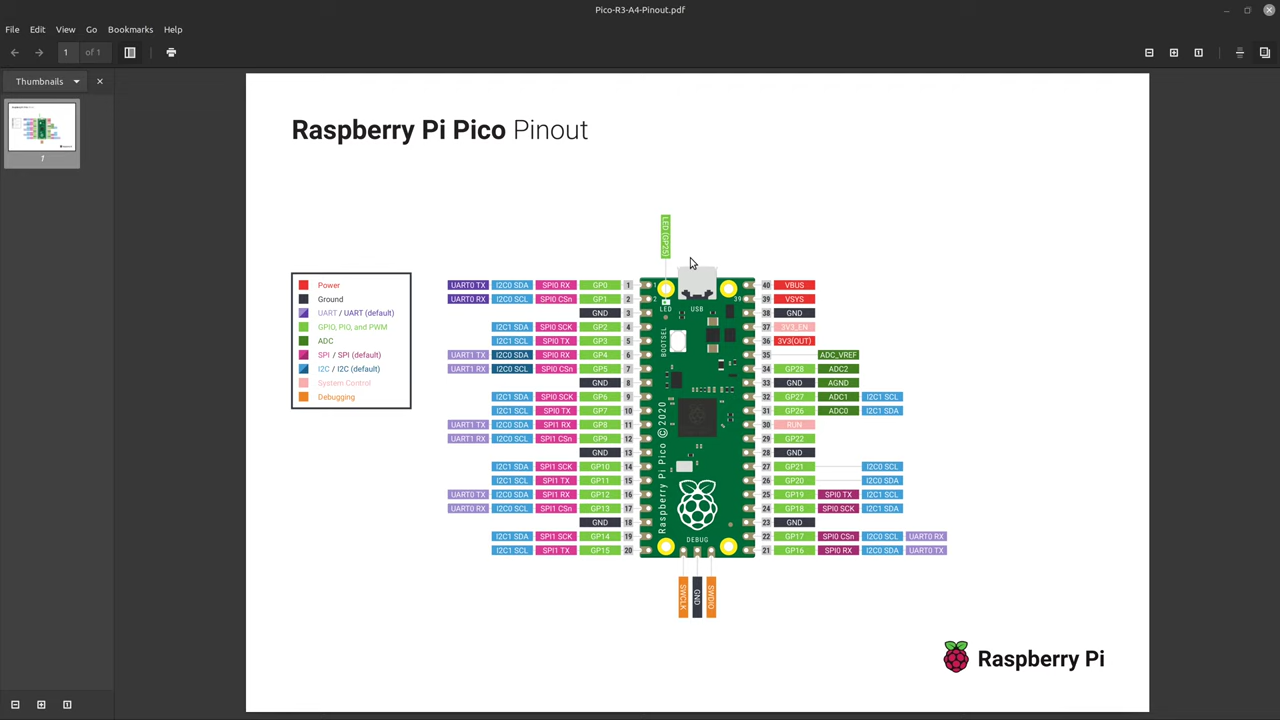 Pico-R3-A4-Pinout.pdf
File Edit View Go Bookmarks Help
1 of 1
Thumbnails
1
Raspberry Pi Pico Pinout
LED (GP25)
Power
Ground
UART / UART (default)
GPIO, PIO, and PWM
ADC
SPI / SPI (default)
I2C / I2C (default)
System Control
Debugging
UART0 TX I2C0 SDA SPI0 RX GP0 1
UART0 RX I2C0 SCL SPI0 CSn GP1 2
GND 3
I2C1 SDA SPI0 SCK GP2 4
I2C1 SCL SPI0 TX GP3 5
UART1 TX I2C0 SDA SPI0 RX GP4 6
UART1 RX I2C0 SCL SPI0 CSn GP5 7
GND 8
I2C1 SDA SPI0 SCK GP6 9
I2C1 SCL SPI0 TX GP7 10
UART1 TX I2C0 SDA SPI1 RX GP8 11
UART1 RX I2C0 SCL SPI1 CSn GP9 12
GND 13
I2C1 SDA SPI1 SCK GP10 14
I2C1 SCL SPI1 TX GP11 15
UART0 TX I2C0 SDA SPI1 RX GP12 16
UART0 RX I2C0 SCL SPI1 CSn GP13 17
GND 18
I2C1 SDA SPI1 SCK GP14 19
I2C1 SCL SPI1 TX GP15 20
1
2
39
LED USB
BOOTSEL
Raspberry Pi Pico © 2020
DEBUG
40 VBUS
39 VSYS
38 GND
37 3V3_EN
36 3V3(OUT)
35 ADC_VREF
34 GP28 ADC2
33 GND AGND
32 GP27 ADC1 I2C1 SCL
31 GP26 ADC0 I2C1 SDA
30 RUN
29 GP22
28 GND
27 GP21 I2C0 SCL
26 GP20 I2C0 SDA
25 GP19 SPI0 TX I2C1 SCL
24 GP18 SPI0 SCK I2C1 SDA
23 GND
22 GP17 SPI0 CSn I2C0 SCL UART0 RX
21 GP16 SPI0 RX I2C0 SDA UART0 TX
SWCLK
GND
SWDIO
Raspberry Pi